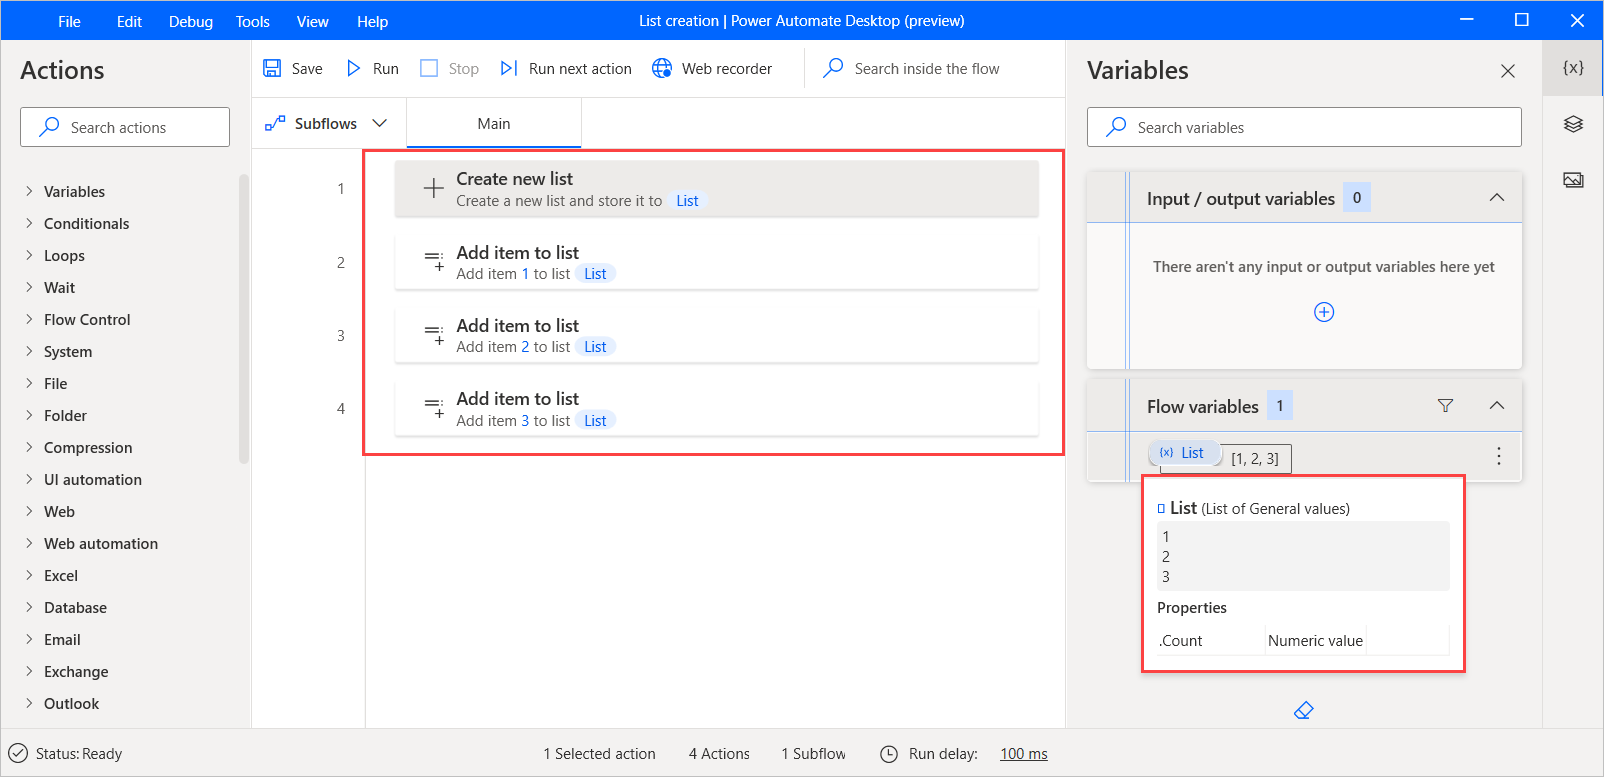 File Edit Debug Tools View Help List creation | Power Automate Desktop (preview)
Actions
Search actions
Variables
Conditionals
Loops
Wait
Flow Control
System
File
Folder
Compression
UI automation
Web
Web automation
Excel
Database
Email
Exchange
Outlook
Save Run Stop Run next action Web recorder Search inside the flow
Subflows Main
1 Create new list
Create a new list and store it to List
2 Add item to list
Add item 1 to list List
3 Add item to list
Add item 2 to list List
4 Add item to list
Add item 3 to list List
Variables
{x}
Search variables
Input / output variables 0
There aren't any input or output variables here yet
Flow variables 1
{x} List [1, 2, 3]
List (List of General values)
1
2
3
Properties
.Count Numeric value
Status: Ready 1 Selected action 4 Actions 1 Subflow Run delay: 100 ms